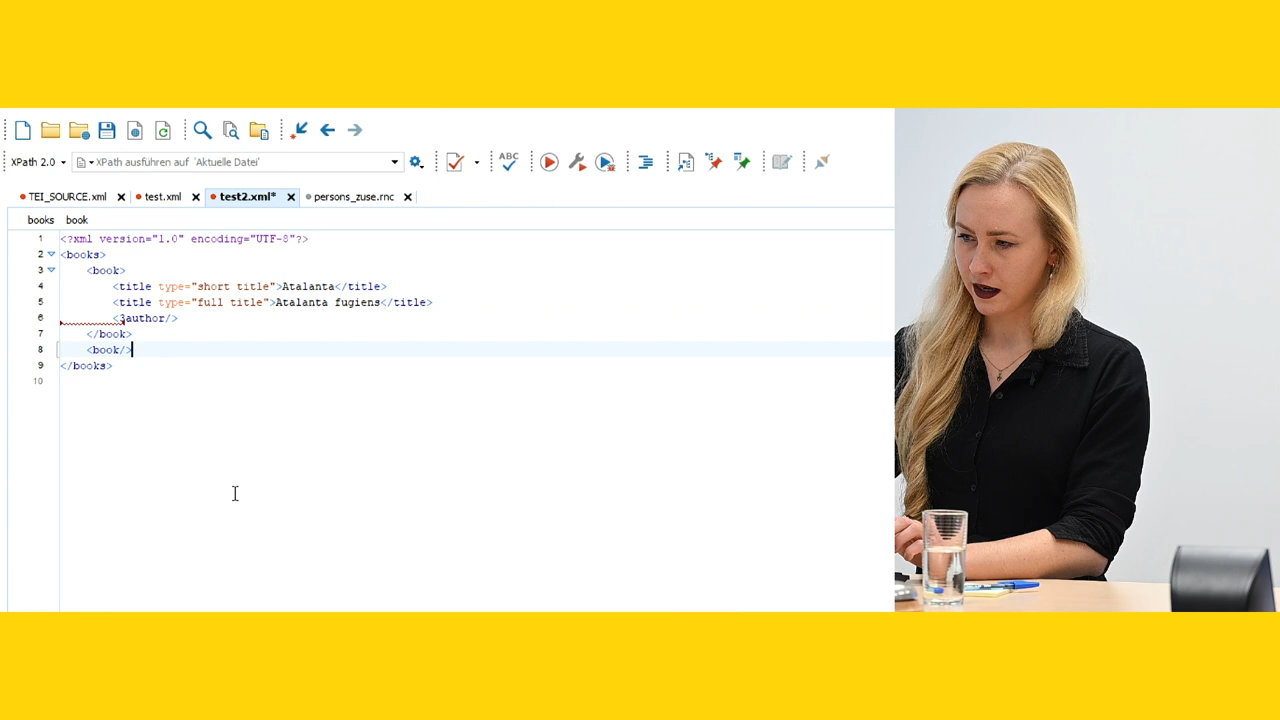 XPath 2.0 XPath ausführen auf 'Aktuelle Datei' ABC
TEI_SOURCE.xml test.xml test2.xml* persons_zuse.rnc
books book
1 <?xml version="1.0" encoding="UTF-8"?>
2 <books>
3 <book>
4 <title type="short title">Atalanta</title>
5 <title type="full title">Atalanta fugiens</title>
6 <3author/>
7 </book>
8 <book/>
9 </books>
10